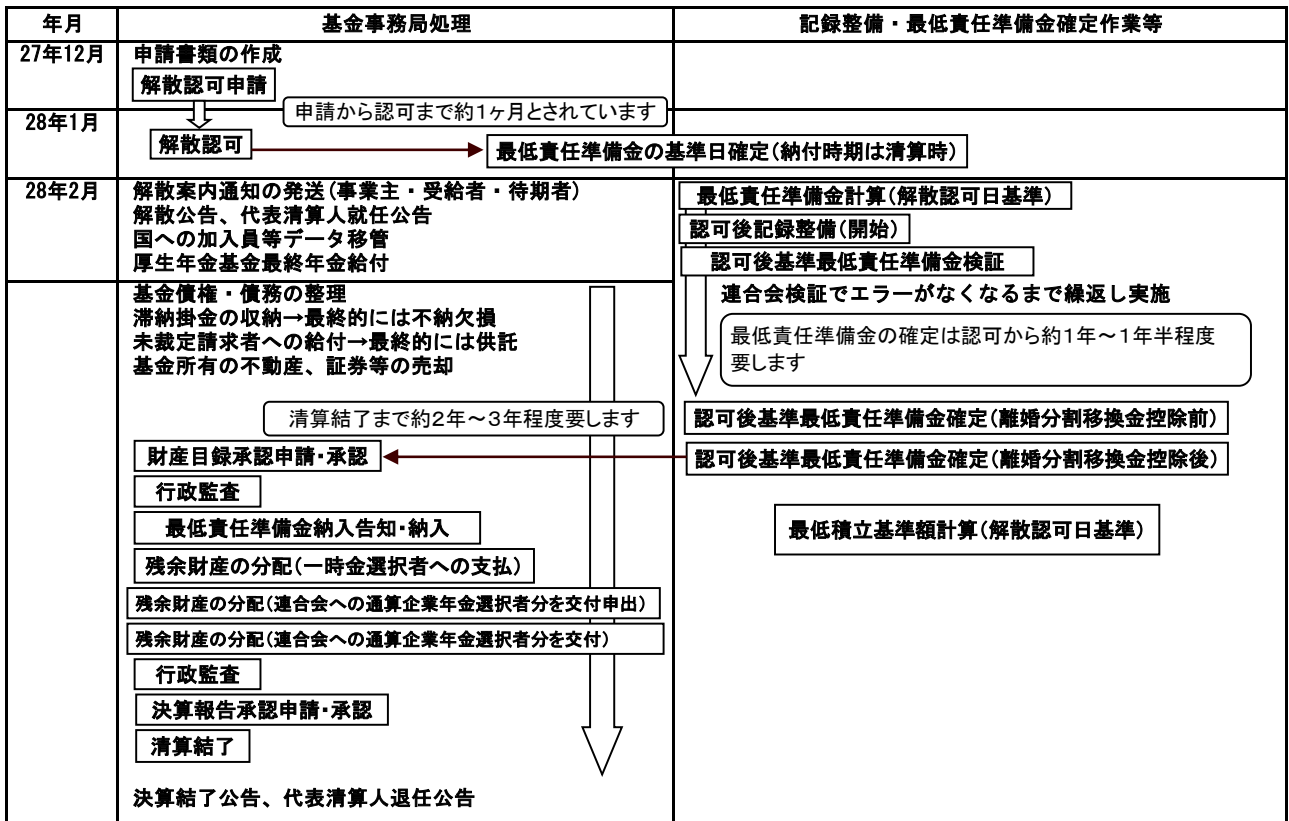 年月
基金事務局処理
記録整備・最低責任準備金確定作業等
27年12月
申請書類の作成
解散認可申請
申請から認可まで約1ヶ月とされています
28年1月
解散認可
最低責任準備金の基準日確定(納付時期は清算時)
28年2月
解散案内通知の発送(事業主・受給者・待期者)
解散公告、代表清算人就任公告
国への加入員等データ移管
厚生年金基金最終年金給付
最低責任準備金計算(解散認可日基準)
認可後記録整備(開始)
認可後基準最低責任準備金検証
連合会検証でエラーがなくなるまで繰返し実施
基金債権・債務の整理
滞納掛金の収納→最終的には不納欠損
未裁定請求者への給付→最終的には供託
基金所有の不動産、証券等の売却
最低責任準備金の確定は認可から約1年～1年半程度
要します
清算結了まで約2年～3年程度要します
認可後基準最低責任準備金確定(離婚分割移換金控除前)
財産目録承認申請・承認
認可後基準最低責任準備金確定(離婚分割移換金控除後)
行政監査
最低責任準備金納入告知・納入
最低積立基準額計算(解散認可日基準)
残余財産の分配(一時金選択者への支払)
残余財産の分配(連合会への通算企業年金選択者分を交付申出)
残余財産の分配(連合会への通算企業年金選択者分を交付)
行政監査
決算報告承認申請・承認
清算結了
決算結了公告、代表清算人退任公告